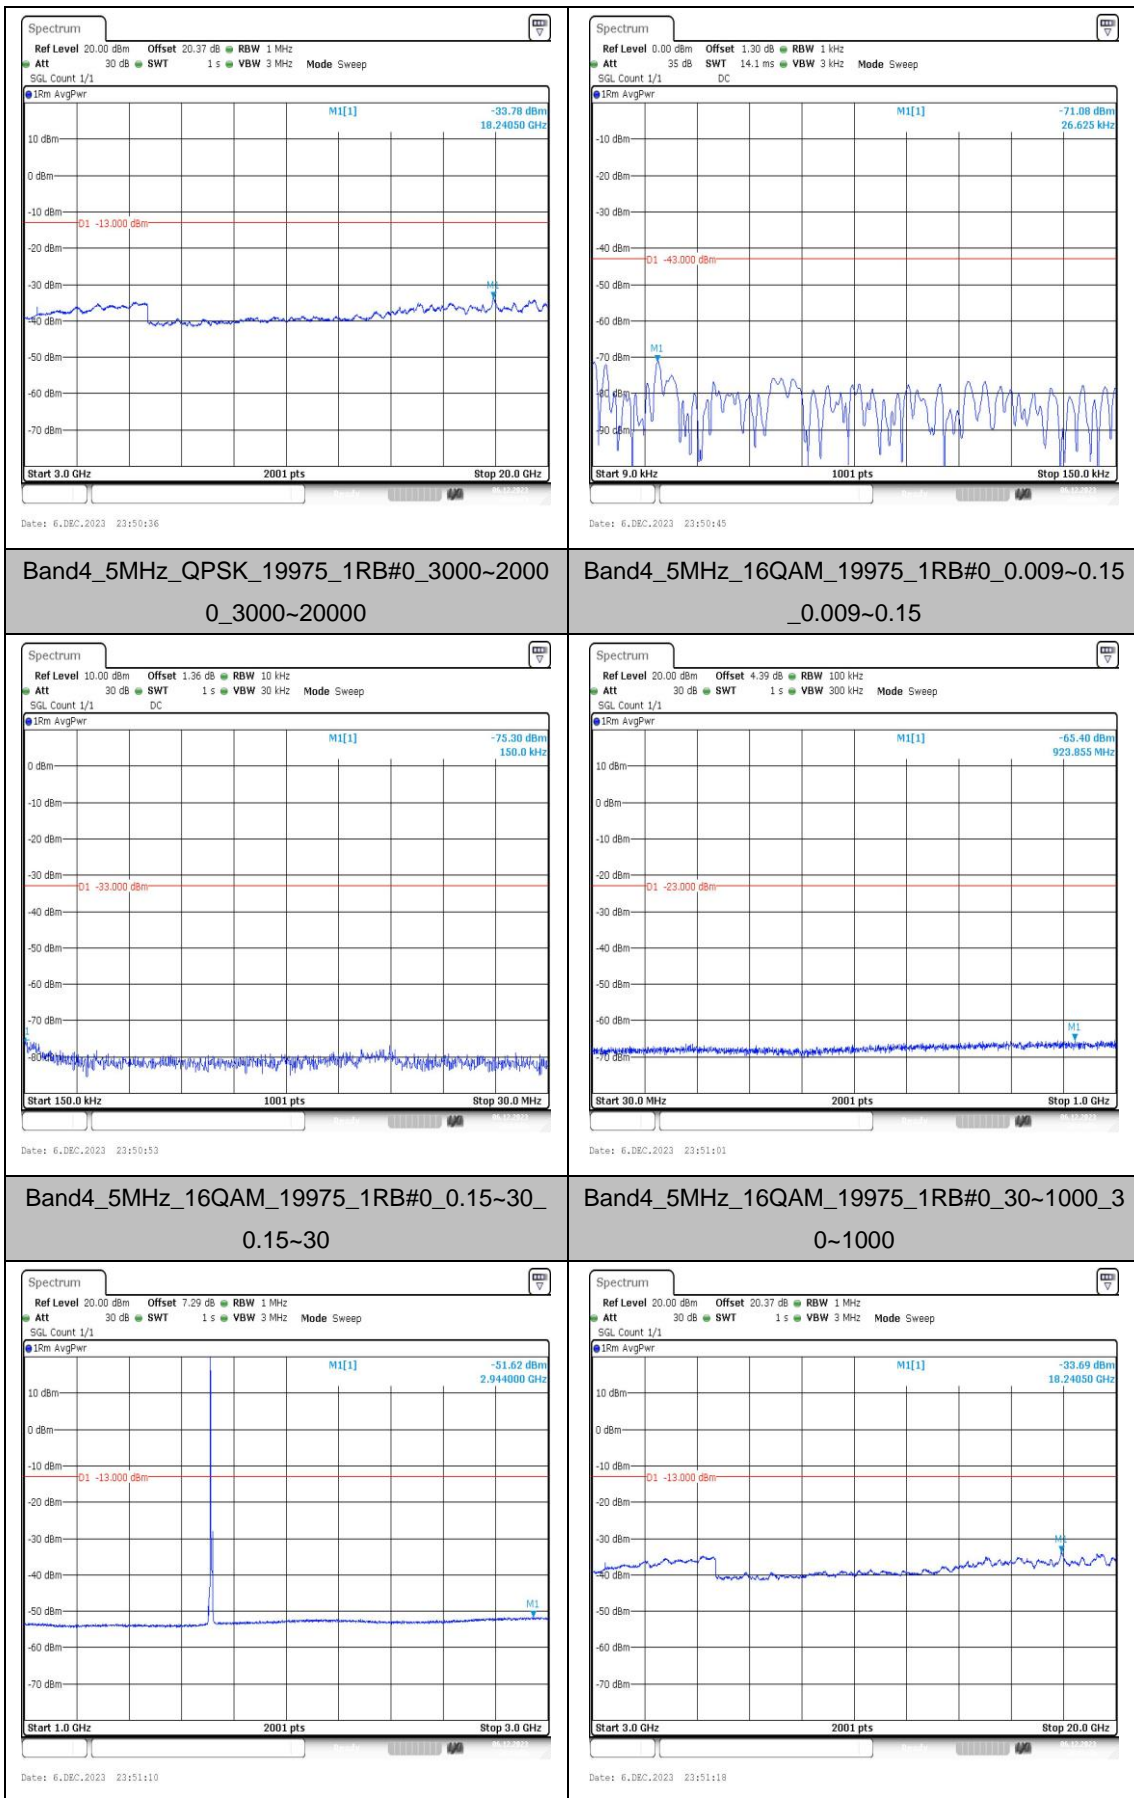 Spectrum
Ref Level 20.00 dBm Offset 20.37 dB RBW 1 MHz
Att 30 dB SWT 1 s VBW 3 MHz Mode Sweep
SGL Count 1/1
1Rm AvgPwr
M1[1] -33.78 dBm
18.24050 GHz
10 dBm
0 dBm
-10 dBm
D1 -13.000 dBm
-20 dBm
-30 dBm
M1
-40 dBm
-50 dBm
-60 dBm
-70 dBm
Start 3.0 GHz 2001 pts Stop 20.0 GHz
Date: 6.DEC.2023 23:50:36
Spectrum
Ref Level 0.00 dBm Offset 1.30 dB RBW 1 kHz
Att 35 dB SWT 14.1 ms VBW 3 kHz Mode Sweep
SGL Count 1/1 DC
1Rm AvgPwr
M1[1] -71.08 dBm
26.625 kHz
-10 dBm
-20 dBm
-30 dBm
-40 dBm
D1 -43.000 dBm
-50 dBm
-60 dBm
M1
-70 dBm
-80 dBm
-90 dBm
Start 9.0 kHz 1001 pts Stop 150.0 kHz
Date: 6.DEC.2023 23:50:45
Band4_5MHz_QPSK_19975_1RB#0_3000~2000
0_3000~20000
Band4_5MHz_16QAM_19975_1RB#0_0.009~0.15
_0.009~0.15
Spectrum
Ref Level 10.00 dBm Offset 1.36 dB RBW 10 kHz
Att 30 dB SWT 1 s VBW 30 kHz Mode Sweep
SGL Count 1/1 DC
1Rm AvgPwr
M1[1] -75.30 dBm
150.0 kHz
0 dBm
-10 dBm
-20 dBm
-30 dBm
D1 -33.000 dBm
-40 dBm
-50 dBm
-60 dBm
-70 dBm
-80 dBm
Start 150.0 kHz 1001 pts Stop 30.0 MHz
Date: 6.DEC.2023 23:50:53
Spectrum
Ref Level 20.00 dBm Offset 4.39 dB RBW 100 kHz
Att 30 dB SWT 1 s VBW 300 kHz Mode Sweep
SGL Count 1/1
1Rm AvgPwr
M1[1] -65.40 dBm
923.855 MHz
10 dBm
0 dBm
-10 dBm
-20 dBm
D1 -23.000 dBm
-30 dBm
-40 dBm
-50 dBm
-60 dBm
M1
-70 dBm
Start 30.0 MHz 2001 pts Stop 1.0 GHz
Date: 6.DEC.2023 23:51:01
Band4_5MHz_16QAM_19975_1RB#0_0.15~30_
0.15~30
Band4_5MHz_16QAM_19975_1RB#0_30~1000_3
0~1000
Spectrum
Ref Level 20.00 dBm Offset 7.29 dB RBW 1 MHz
Att 30 dB SWT 1 s VBW 3 MHz Mode Sweep
SGL Count 1/1
1Rm AvgPwr
M1[1] -51.62 dBm
2.944000 GHz
10 dBm
0 dBm
-10 dBm
D1 -13.000 dBm
-20 dBm
-30 dBm
-40 dBm
-50 dBm
M1
-60 dBm
-70 dBm
Start 1.0 GHz 2001 pts Stop 3.0 GHz
Date: 6.DEC.2023 23:51:10
Spectrum
Ref Level 20.00 dBm Offset 20.37 dB RBW 1 MHz
Att 30 dB SWT 1 s VBW 3 MHz Mode Sweep
SGL Count 1/1
1Rm AvgPwr
M1[1] -33.69 dBm
18.24050 GHz
10 dBm
0 dBm
-10 dBm
D1 -13.000 dBm
-20 dBm
-30 dBm
M1
-40 dBm
-50 dBm
-60 dBm
-70 dBm
Start 3.0 GHz 2001 pts Stop 20.0 GHz
Date: 6.DEC.2023 23:51:18